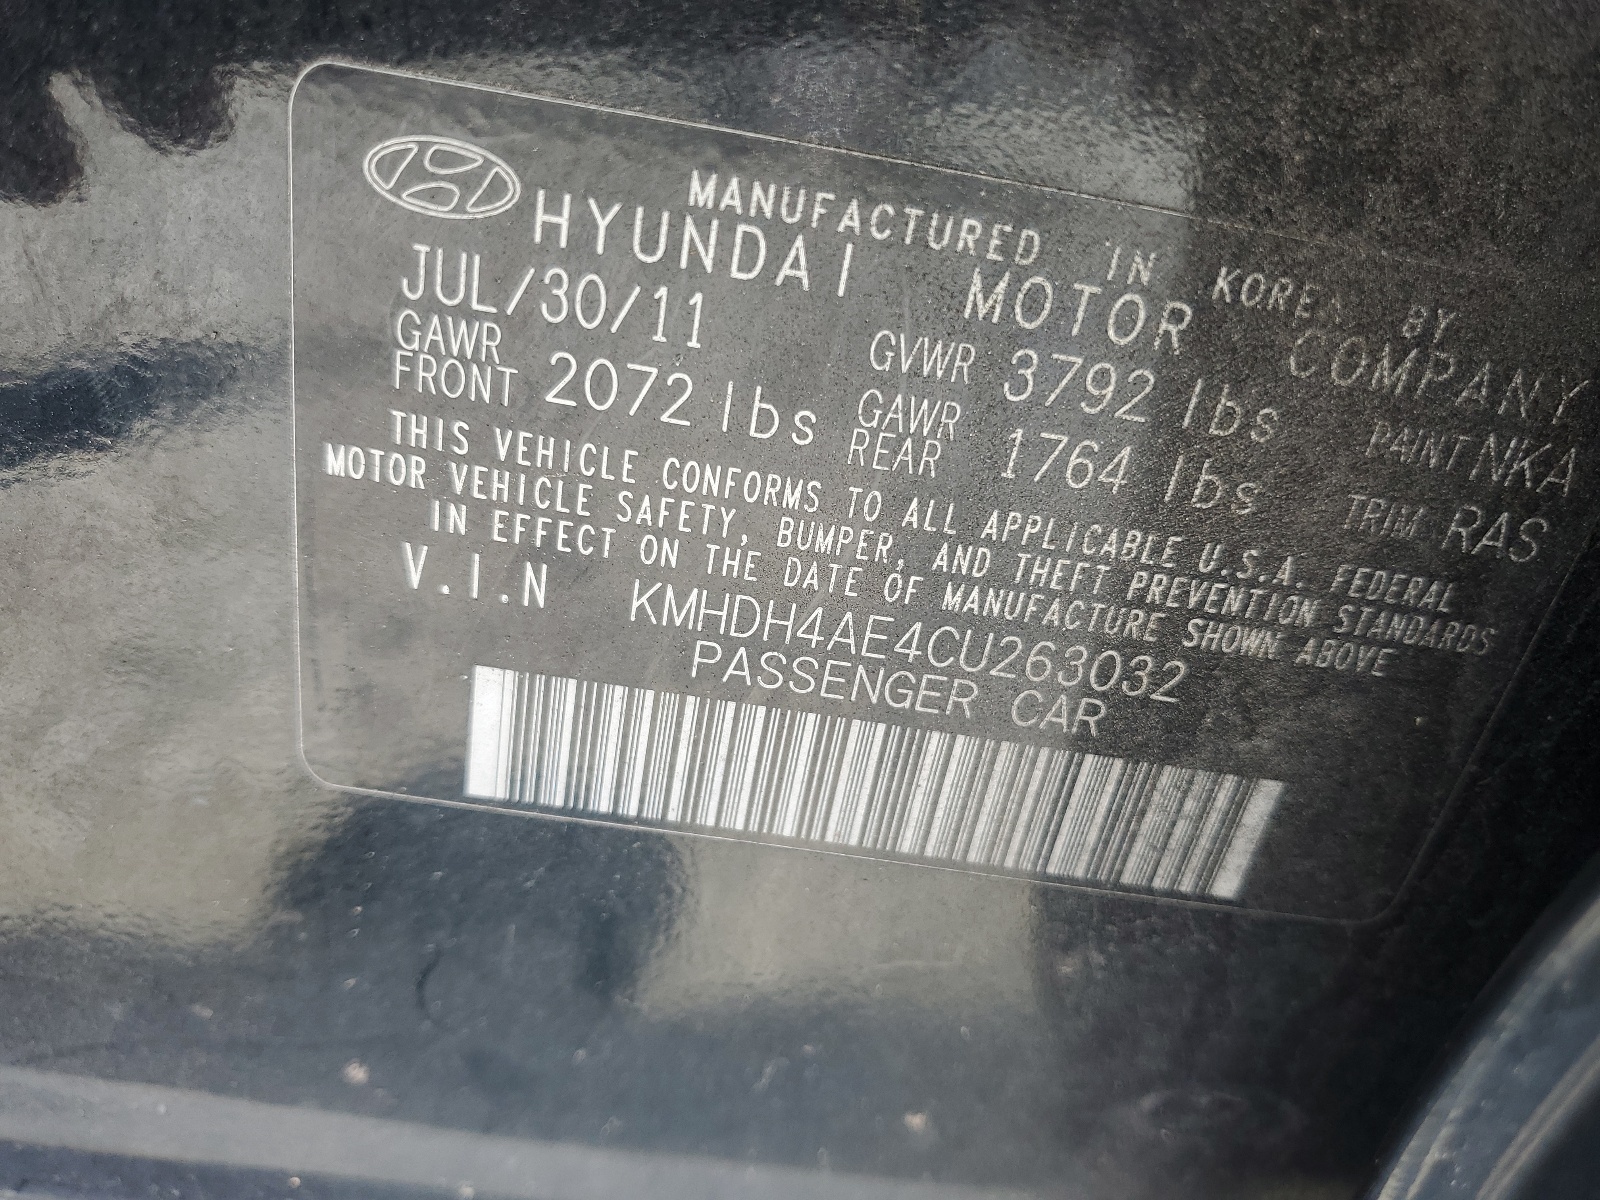 MANUFACTURED IN KOREA BY
HYUNDAI MOTOR COMPANY
JUL/30/11 GVWR 3792 lbs PAINT NKA
GAWR FRONT 2072 lbs GAWR REAR 1764 lbs TRIM RAS
THIS VEHICLE CONFORMS TO ALL APPLICABLE U.S.A. FEDERAL
MOTOR VEHICLE SAFETY, BUMPER, AND THEFT PREVENTION STANDARDS
IN EFFECT ON THE DATE OF MANUFACTURE SHOWN ABOVE
V.I.N KMHDH4AE4CU263032
PASSENGER CAR